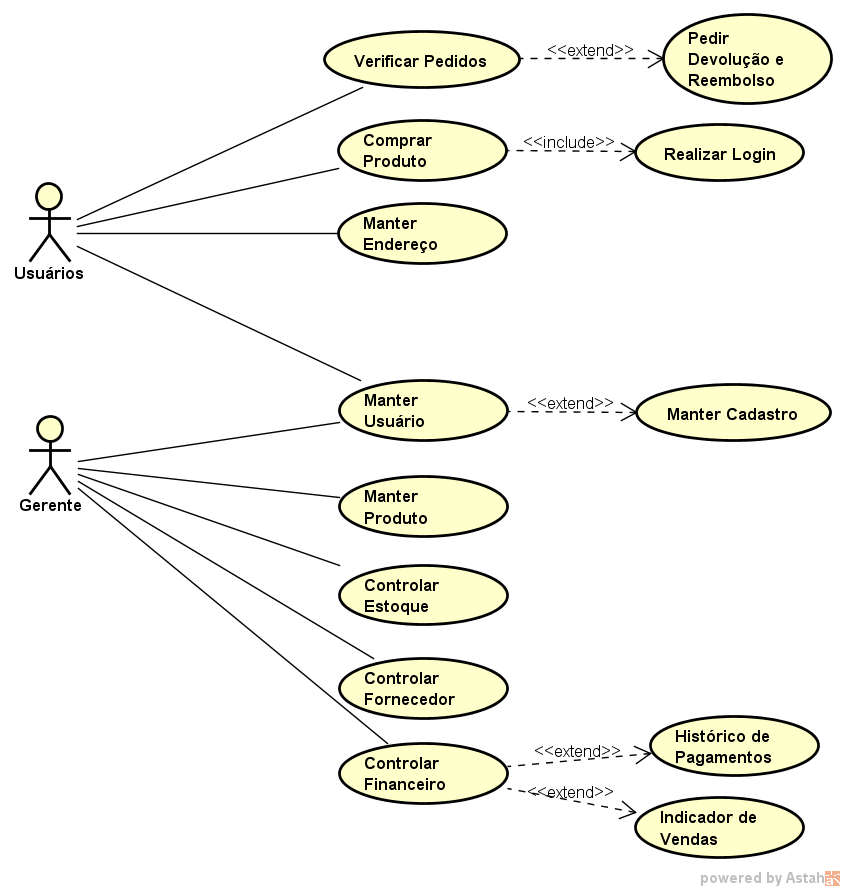 Verificar Pedidos
<<extend>>
Pedir
Devolução e
Reembolso
Comprar
Produto
<<include>>
Realizar Login
Manter
Endereço
Usuários
Manter
Usuário
<<extend>>
Manter Cadastro
Gerente
Manter
Produto
Controlar
Estoque
Controlar
Fornecedor
Controlar
Financeiro
<<extend>>
Histórico de
Pagamentos
<<extend>>
Indicador de
Vendas
powered by Astah